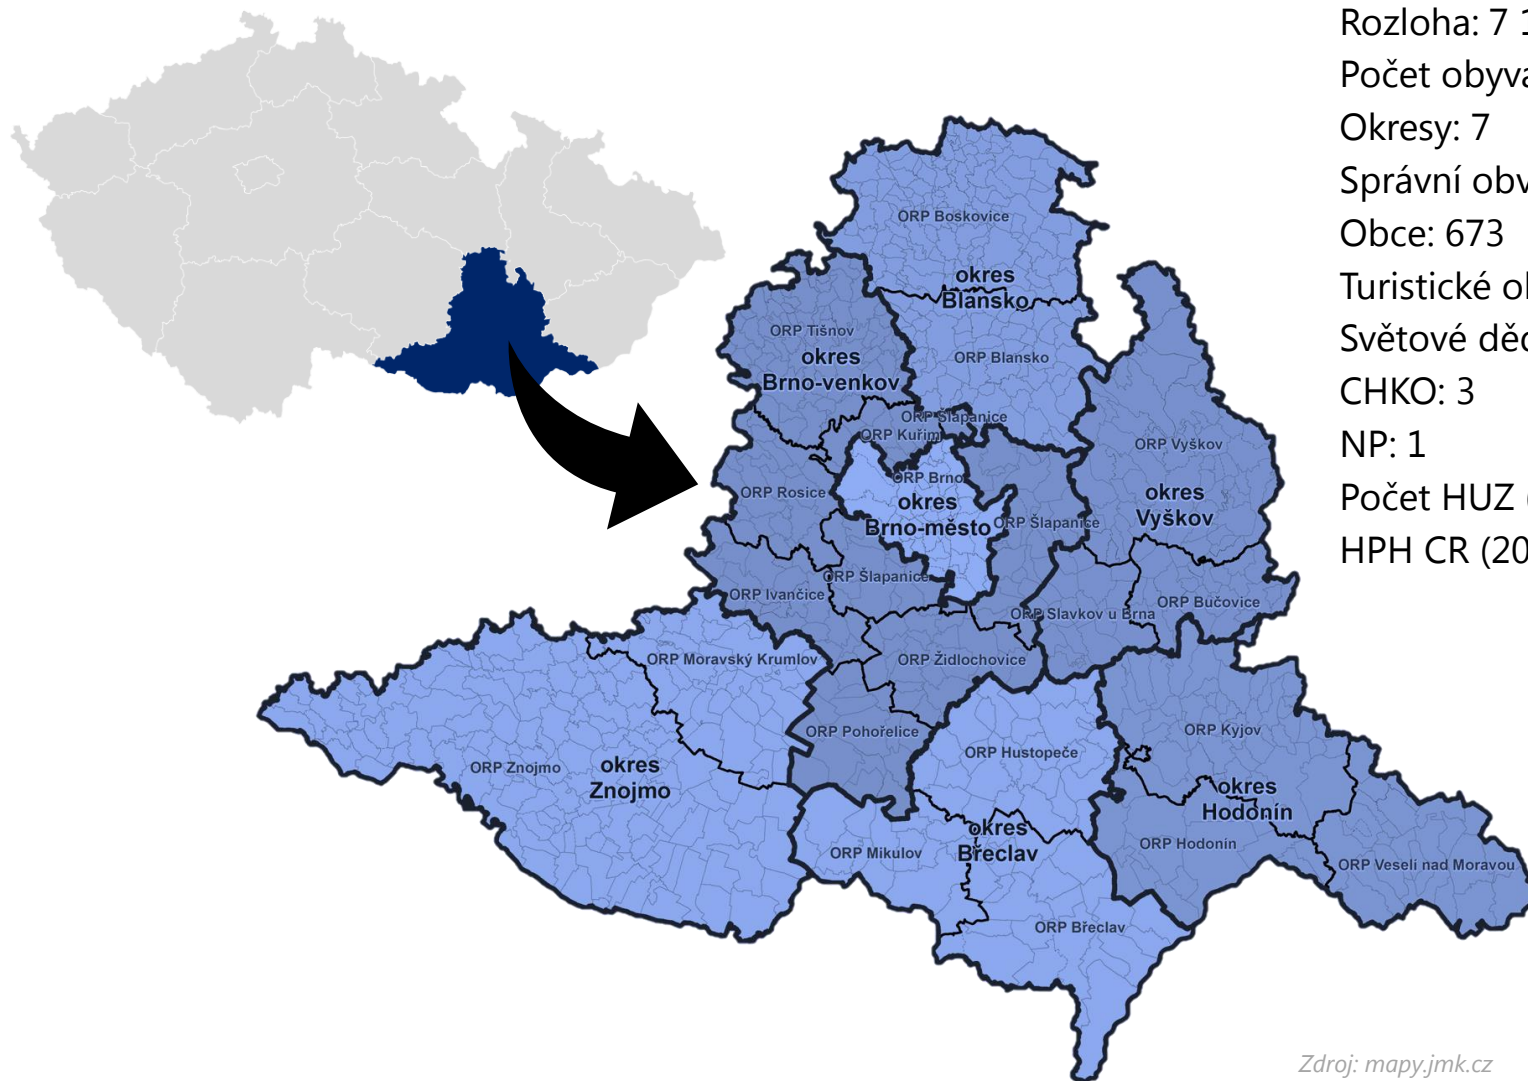 Rozloha: 7 1
Počet obyva
Okresy: 7
Správní obv
Obce: 673
Turistické ob
Světové děd
CHKO: 3
NP: 1
Počet HUZ (
HPH CR (20
ORP Boskovice
okres
Blansko
ORP Tišnov
okres
Brno-venkov
ORP Blansko
ORP Šlapanice
ORP Kuřim
ORP Vyškov
ORP Rosice
ORP Brno
okres
Brno-město
ORP Šlapanice
okres
Vyškov
ORP Šlapanice
ORP Ivančice
ORP Slavkov u Brna
ORP Bučovice
ORP Moravský Krumlov
ORP Židlochovice
ORP Pohořelice
ORP Hustopeče
ORP Kyjov
ORP Znojmo
okres
Znojmo
okres
Hodonín
okres
Břeclav
ORP Mikulov
ORP Hodonín
ORP Veselí nad Moravou
ORP Břeclav
Zdroj: mapy.jmk.cz